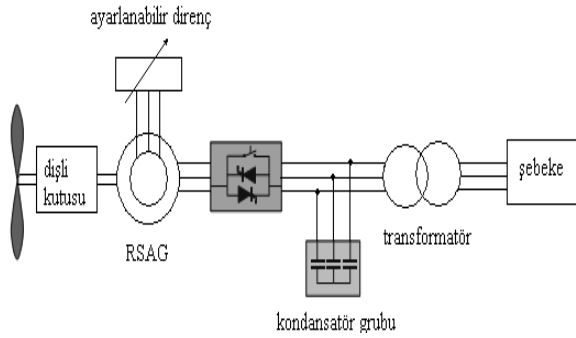 ayarlanabilir direnç
dişli
kutusu
RSAG
transformatör
şebeke
kondansatör grubu